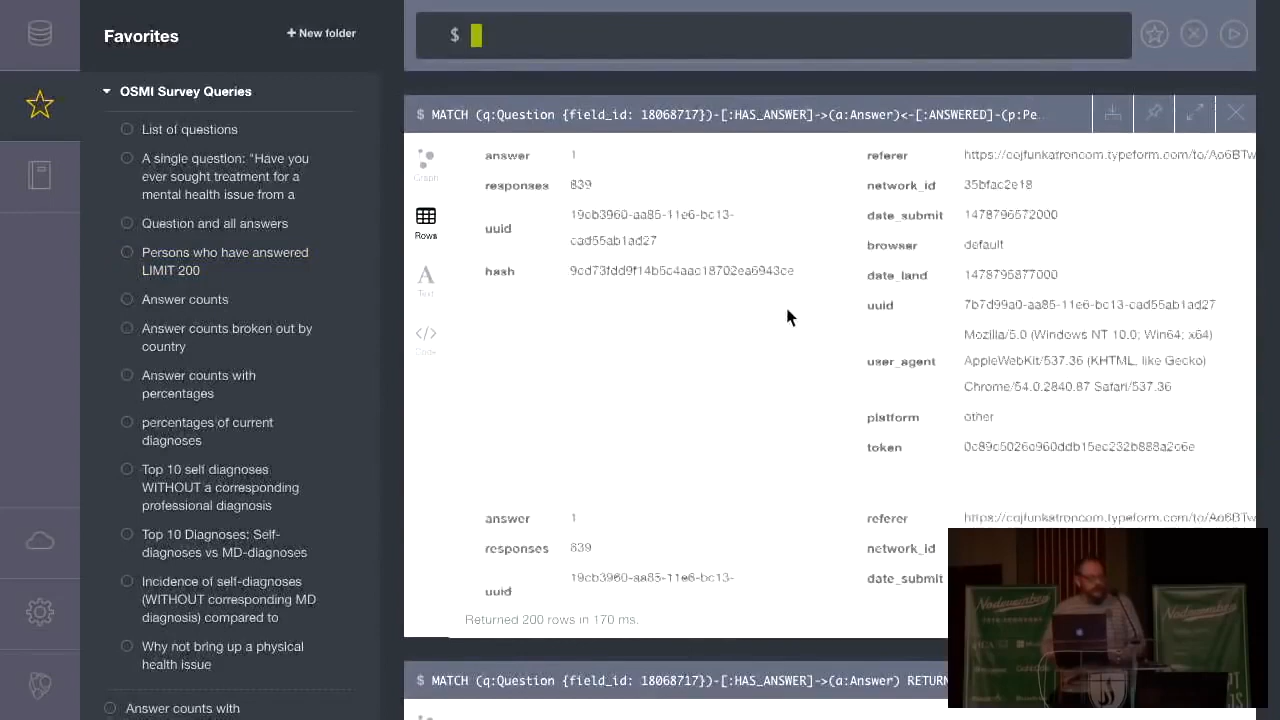 Favorites
+ New folder
$
OSMI Survey Queries
List of questions
A single question: "Have you
ever sought treatment for a
mental health issue from a
Question and all answers
Persons who have answered
LIMIT 200
Answer counts
Answer counts broken out by
country
Answer counts with
percentages
percentages of current
diagnoses
Top 10 self diagnoses
WITHOUT a corresponding
professional diagnosis
Top 10 Diagnoses: Self-
diagnoses vs MD-diagnoses
Incidence of self-diagnoses
(WITHOUT corresponding MD
diagnosis) compared to
Why not bring up a physical
health issue
Answer counts with
$ MATCH (q:Question {field_id: 18068717})-[:HAS_ANSWER]->(a:Answer)<-[:ANSWERED]-(p:Pe...
Graph
Rows
Text
Code
answer 1
responses 639
uuid 19cb3960-aa85-11e6-bc13-
cad55ab1ad27
hash
referer
network_id 35bfac2e18
date_submit 1478796572000
browser default
date_land 1478795877000
uuid 7b7d99a0-aa85-11e6-bc13-cad55ab1ad27
user_agent Mozilla/5.0 (Windows NT 10.0; Win64; x64)
AppleWebKit/537.36 (KHTML, like Gecko)
Chrome/54.0.2840.87 Safari/537.36
platform other
token
answer 1
responses 639
uuid 19cb3960-aa85-11e6-bc13-
referer
network_id
date_submit
Returned 200 rows in 170 ms.
$ MATCH (q:Question {field_id: 18068717})-[:HAS_ANSWER]->(a:Answer) RETURN
Nodevember
Nodevember